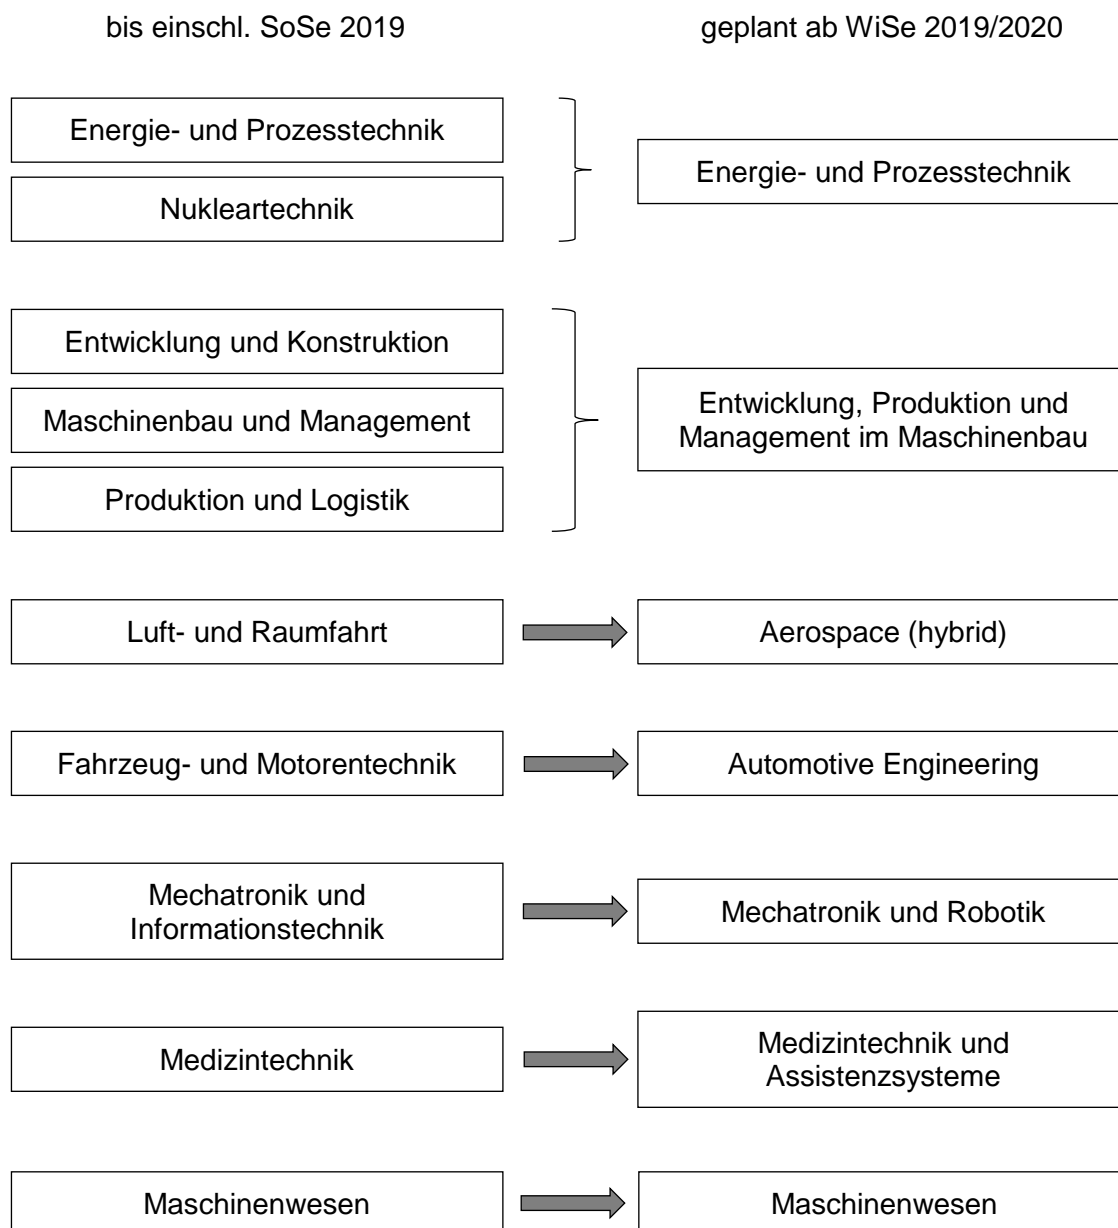 bis einschl. SoSe 2019
geplant ab WiSe 2019/2020
Energie- und Prozesstechnik
Nukleartechnik
Energie- und Prozesstechnik
Entwicklung und Konstruktion
Maschinenbau und Management
Produktion und Logistik
Entwicklung, Produktion und
Management im Maschinenbau
Luft- und Raumfahrt
Aerospace (hybrid)
Fahrzeug- und Motorentechnik
Automotive Engineering
Mechatronik und
Informationstechnik
Mechatronik und Robotik
Medizintechnik
Medizintechnik und
Assistenzsysteme
Maschinenwesen
Maschinenwesen